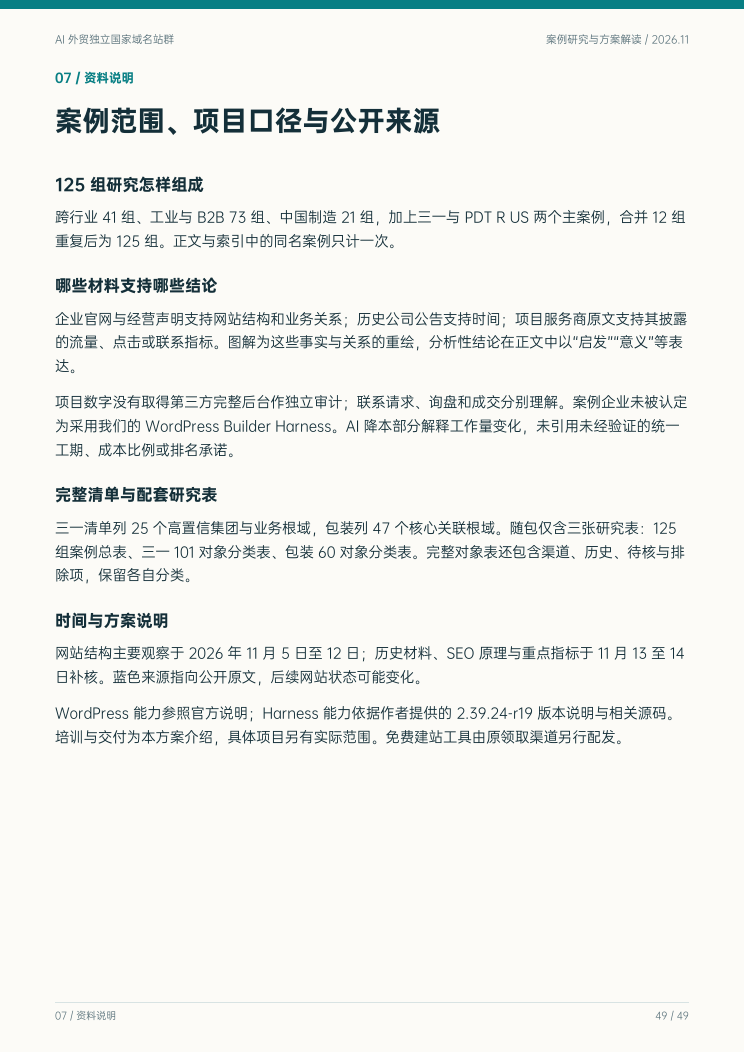 AI 外贸独立国家域名站群
案例研究与方案解读 / 2026.11
07 / 资料说明
案例范围、项目口径与公开来源
125 组研究怎样组成
跨行业 41 组、工业与 B2B 73 组、中国制造 21 组，加上三一与 PDT R US 两个主案例，合并 12 组
重复后为 125 组。正文与索引中的同名案例只计一次。
哪些材料支持哪些结论
企业官网与经营声明支持网站结构和业务关系；历史公司公告支持时间；项目服务商原文支持其披露
的流量、点击或联系指标。图解为这些事实与关系的重绘，分析性结论在正文中以“启发”“意义”等表
达。
项目数字没有取得第三方完整后台作独立审计；联系请求、询盘和成交分别理解。案例企业未被认定
为采用我们的 WordPress Builder Harness。AI 降本部分解释工作量变化，未引用未经验证的统一
工期、成本比例或排名承诺。
完整清单与配套研究表
三一清单列 25 个高置信集团与业务根域，包装列 47 个核心关联根域。随包仅含三张研究表：125
组案例总表、三一 101 对象分类表、包装 60 对象分类表。完整对象表还包含渠道、历史、待核与排
除项，保留各自分类。
时间与方案说明
网站结构主要观察于 2026 年 11 月 5 日至 12 日；历史材料、SEO 原理与重点指标于 11 月 13 至 14
日补核。蓝色来源指向公开原文，后续网站状态可能变化。
WordPress 能力参照官方说明；Harness 能力依据作者提供的 2.39.24-r19 版本说明与相关源码。
培训与交付为本方案介绍，具体项目另有实际范围。免费建站工具由原领取渠道另行配发。
07 / 资料说明
49 / 49